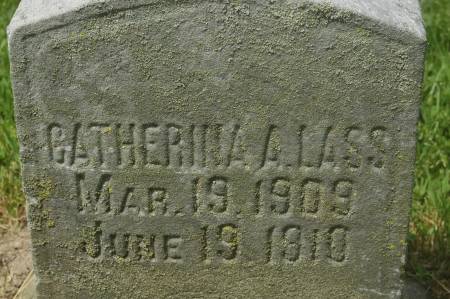 CATHERINA A. LASS
MAR. 19. 1909
JUNE 19. 1910